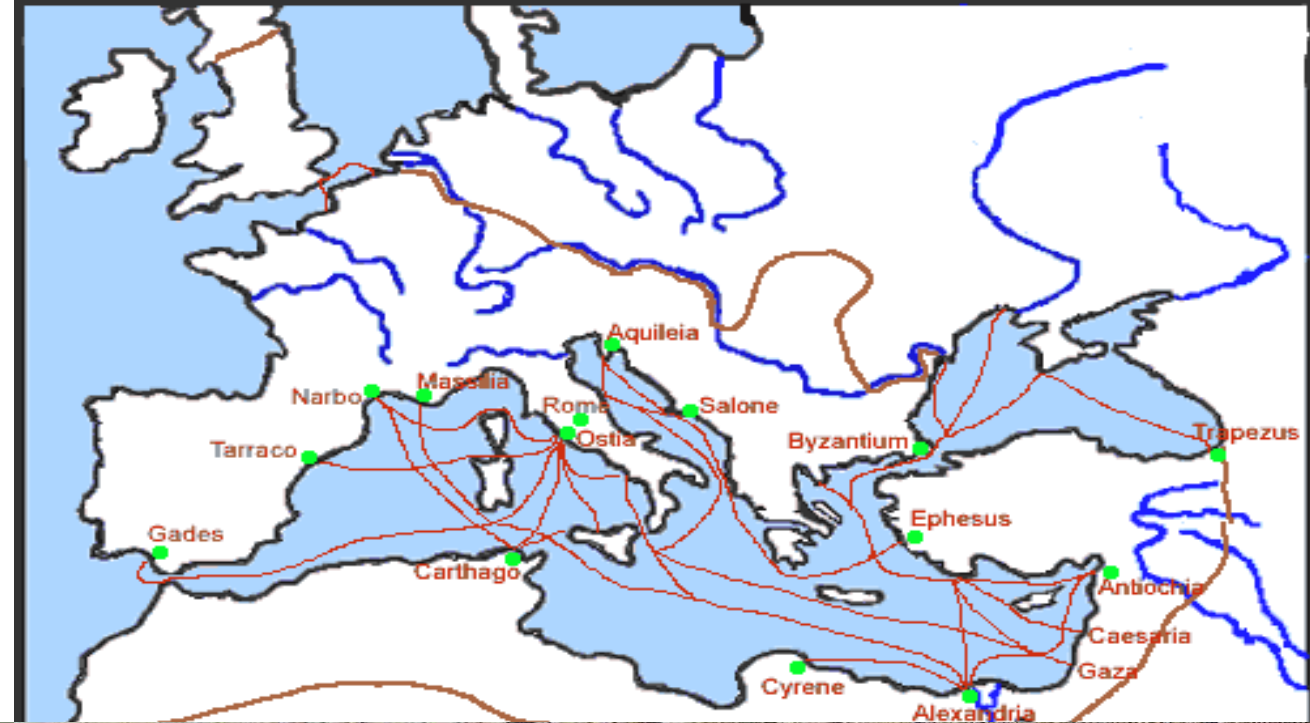 Aquileia
Massilia
Narbo
Rome
Salone
Ostia
Byzantium
Trapezus
Tarraco
Gades
Ephesus
Carthago
Antiochia
Caesaria
Gaza
Cyrene
Alexandria